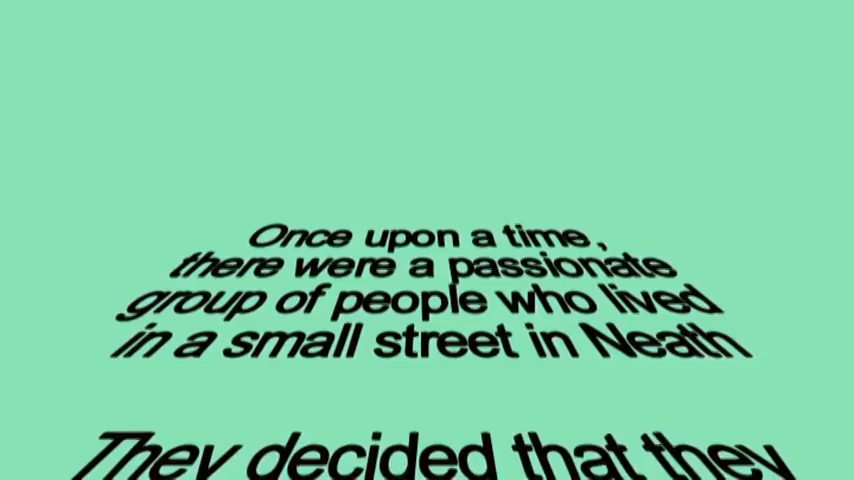 Once upon a time ,
there were a passionate
group of people who lived
in a small street in Neath
They decided that they